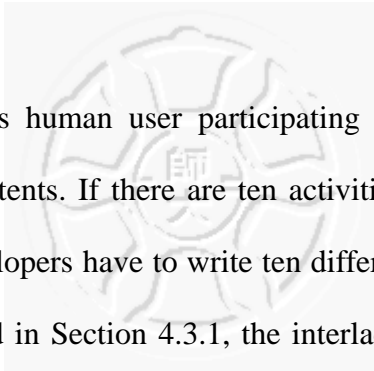 s human user participating
師
tents. If there are ten activiti
lopers have to write ten differ
d in Section 4.3.1, the interla